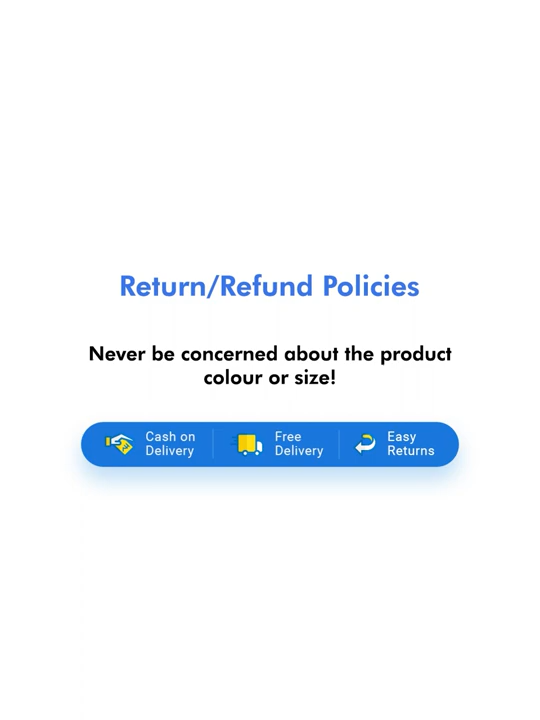 Return/Refund Policies
Never be concerned about the product
colour or size!
Cash on
Delivery
Free
Delivery
Easy
Returns